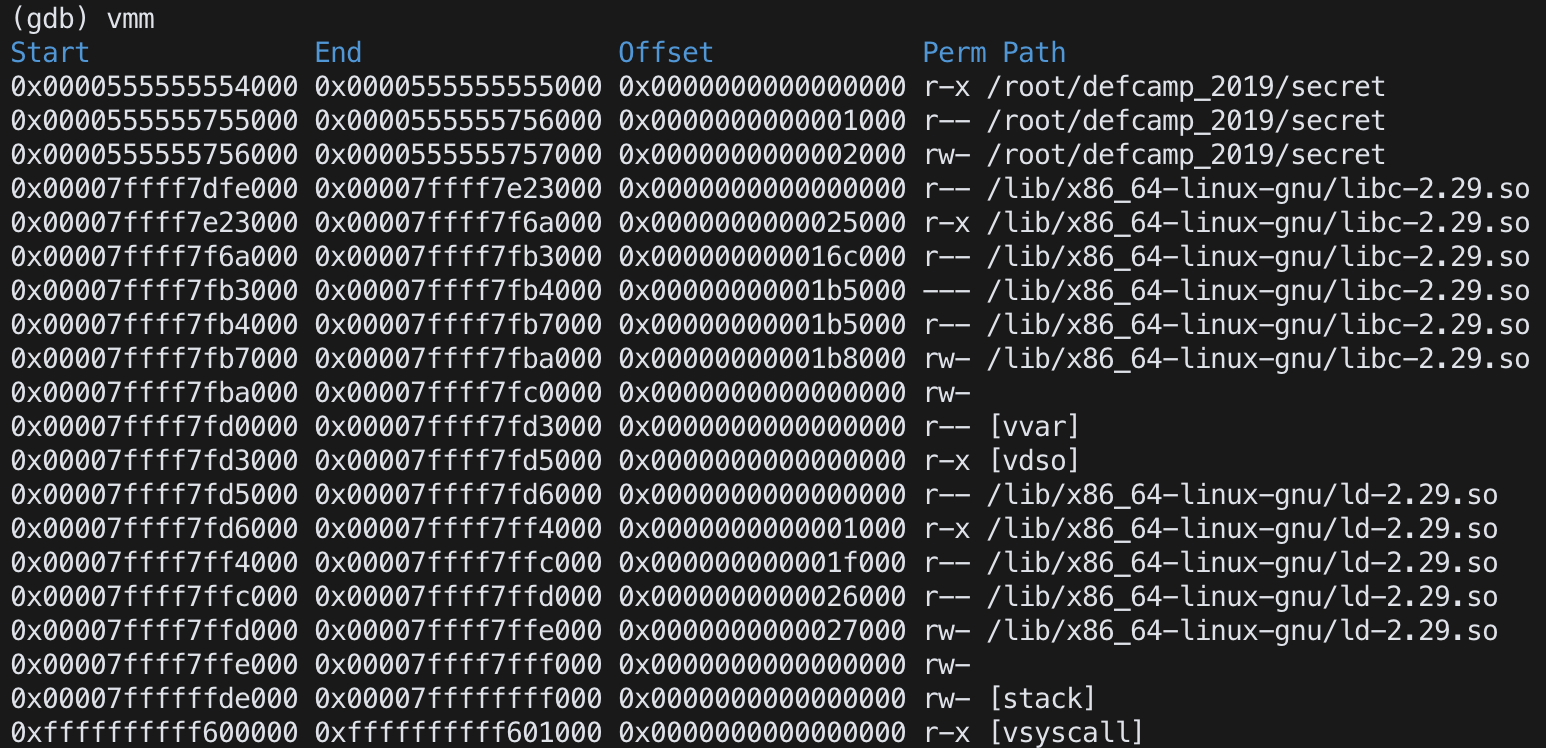 (gdb) vmm
Start End Offset Perm Path
0x0000555555554000 0x0000555555555000 0x0000000000000000 r-x /root/defcamp_2019/secret
0x0000555555755000 0x0000555555756000 0x0000000000001000 r-- /root/defcamp_2019/secret
0x0000555555756000 0x0000555555757000 0x0000000000002000 rw- /root/defcamp_2019/secret
0x00007ffff7dfe000 0x00007ffff7e23000 0x0000000000000000 r-- /lib/x86_64-linux-gnu/libc-2.29.so
0x00007ffff7e23000 0x00007ffff7f6a000 0x0000000000025000 r-x /lib/x86_64-linux-gnu/libc-2.29.so
0x00007ffff7f6a000 0x00007ffff7fb3000 0x000000000016c000 r-- /lib/x86_64-linux-gnu/libc-2.29.so
0x00007ffff7fb3000 0x00007ffff7fb4000 0x00000000001b5000 --- /lib/x86_64-linux-gnu/libc-2.29.so
0x00007ffff7fb4000 0x00007ffff7fb7000 0x00000000001b5000 r-- /lib/x86_64-linux-gnu/libc-2.29.so
0x00007ffff7fb7000 0x00007ffff7fba000 0x00000000001b8000 rw- /lib/x86_64-linux-gnu/libc-2.29.so
0x00007ffff7fba000 0x00007ffff7fc0000 0x0000000000000000 rw-
0x00007ffff7fd0000 0x00007ffff7fd3000 0x0000000000000000 r-- [vvar]
0x00007ffff7fd3000 0x00007ffff7fd5000 0x0000000000000000 r-x [vdso]
0x00007ffff7fd5000 0x00007ffff7fd6000 0x0000000000000000 r-- /lib/x86_64-linux-gnu/ld-2.29.so
0x00007ffff7fd6000 0x00007ffff7ff4000 0x0000000000001000 r-x /lib/x86_64-linux-gnu/ld-2.29.so
0x00007ffff7ff4000 0x00007ffff7ffc000 0x000000000001f000 r-- /lib/x86_64-linux-gnu/ld-2.29.so
0x00007ffff7ffc000 0x00007ffff7ffd000 0x0000000000026000 r-- /lib/x86_64-linux-gnu/ld-2.29.so
0x00007ffff7ffd000 0x00007ffff7ffe000 0x0000000000027000 rw- /lib/x86_64-linux-gnu/ld-2.29.so
0x00007ffff7ffe000 0x00007ffff7fff000 0x0000000000000000 rw-
0x00007ffffffde000 0x00007ffffffff000 0x0000000000000000 rw- [stack]
0xffffffffff600000 0xffffffffff601000 0x0000000000000000 r-x [vsyscall]